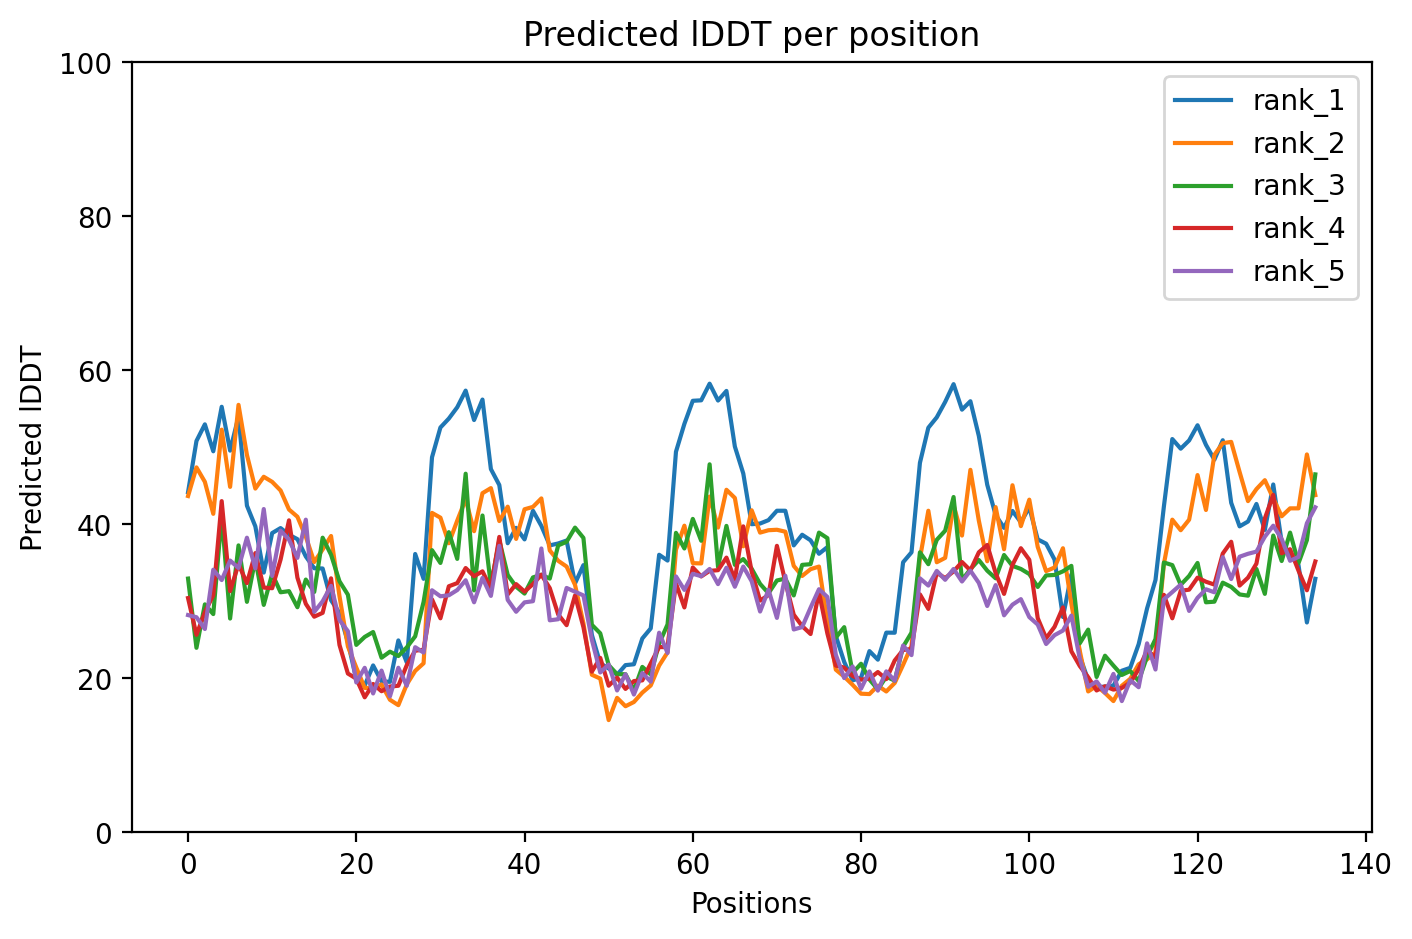 Predicted lDDT per position
100
80
60
40
20
0
Predicted lDDT
rank_1
rank_2
rank_3
rank_4
rank_5
0 20 40 60 80 100 120 140
Positions